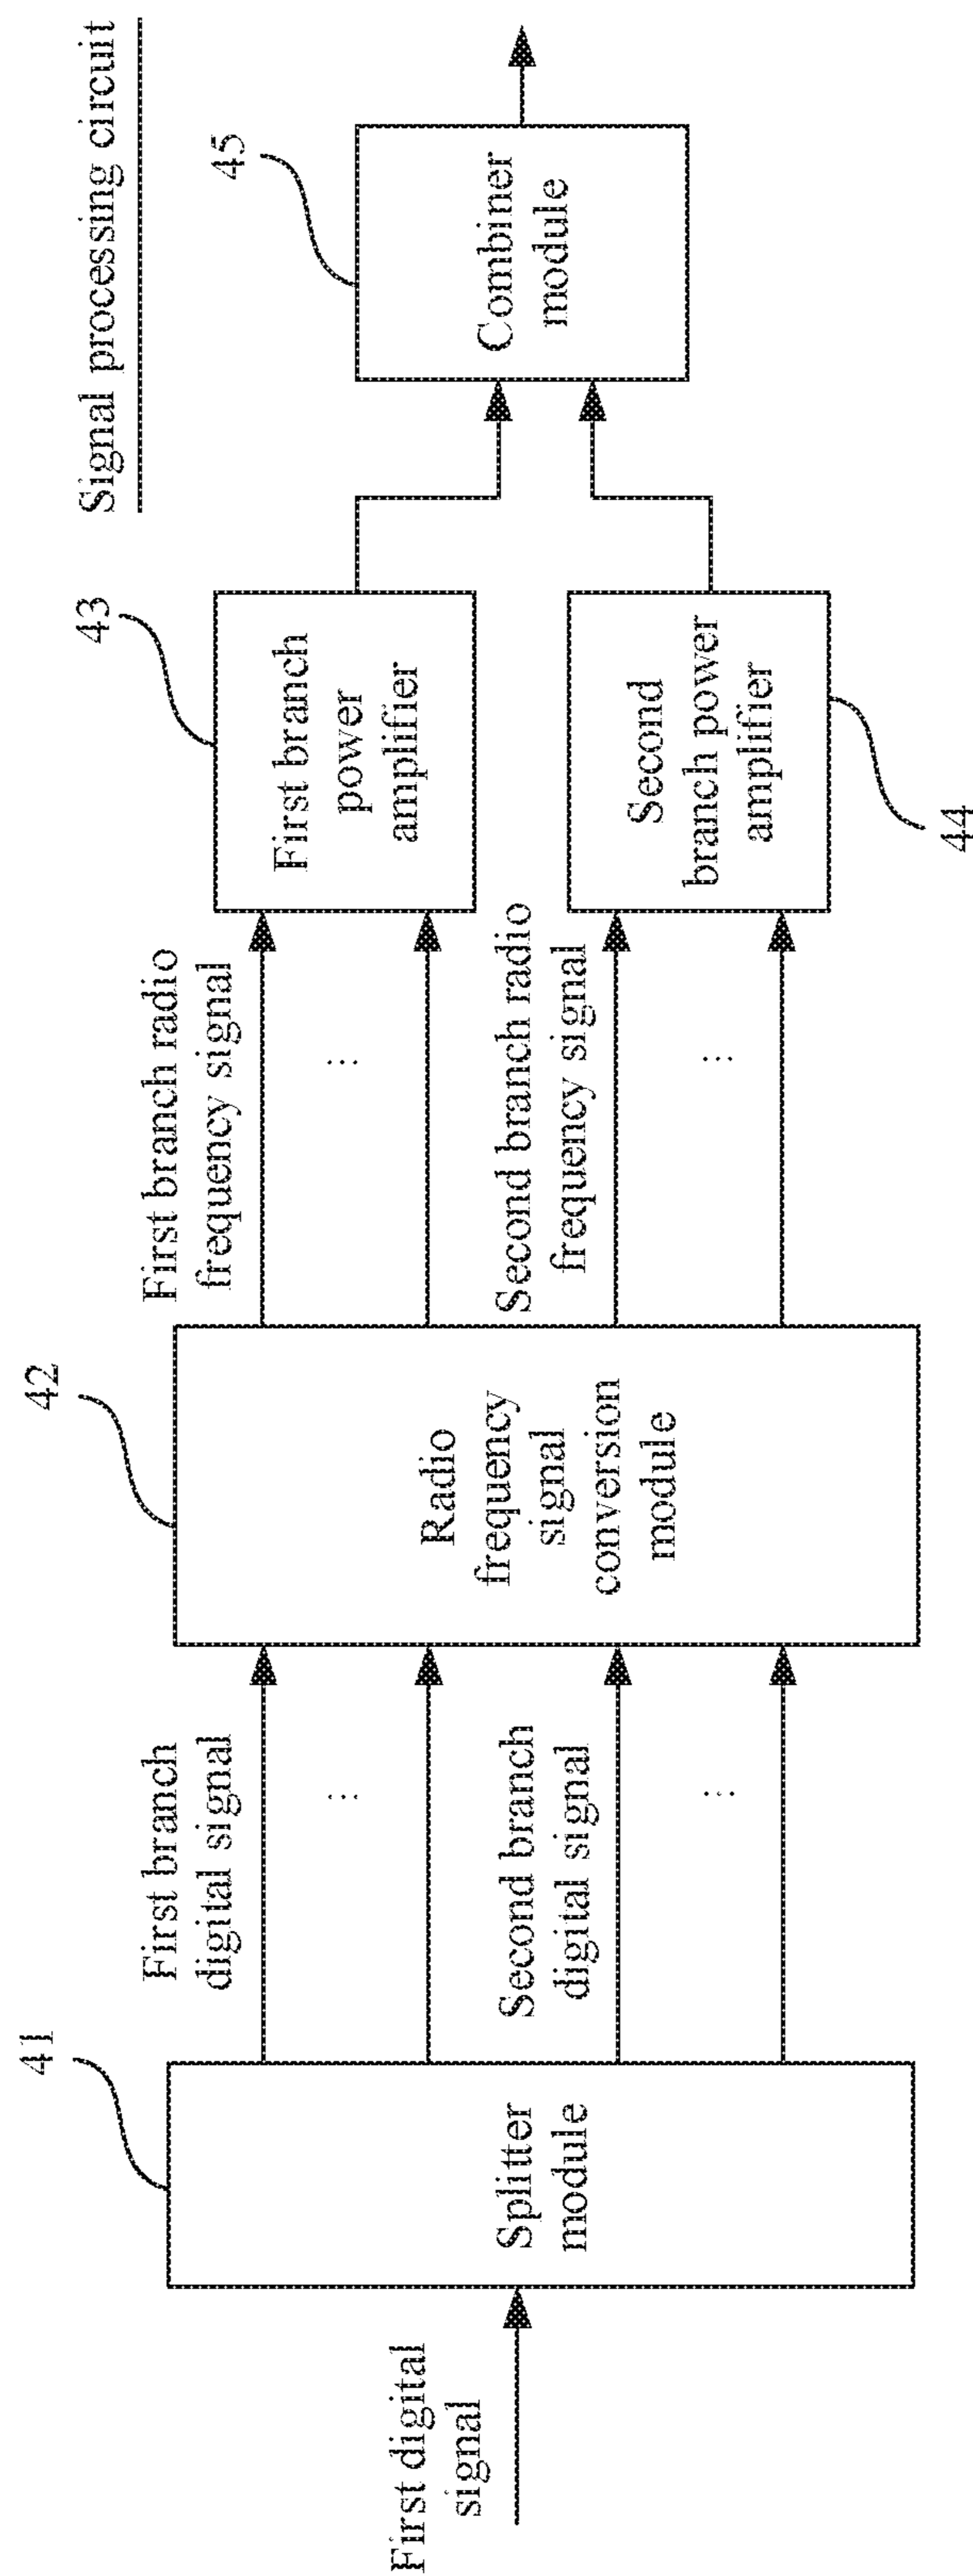 Signal processing circuit
First digital
signal
41
Splitter
module
First branch
digital signal
...
Second branch
digital signal
...
42
Radio
frequency
signal
conversion
module
First branch radio
frequency signal
...
Second branch radio
frequency signal
...
43
First branch
power
amplifier
Second
branch power
amplifier
44
45
Combiner
module